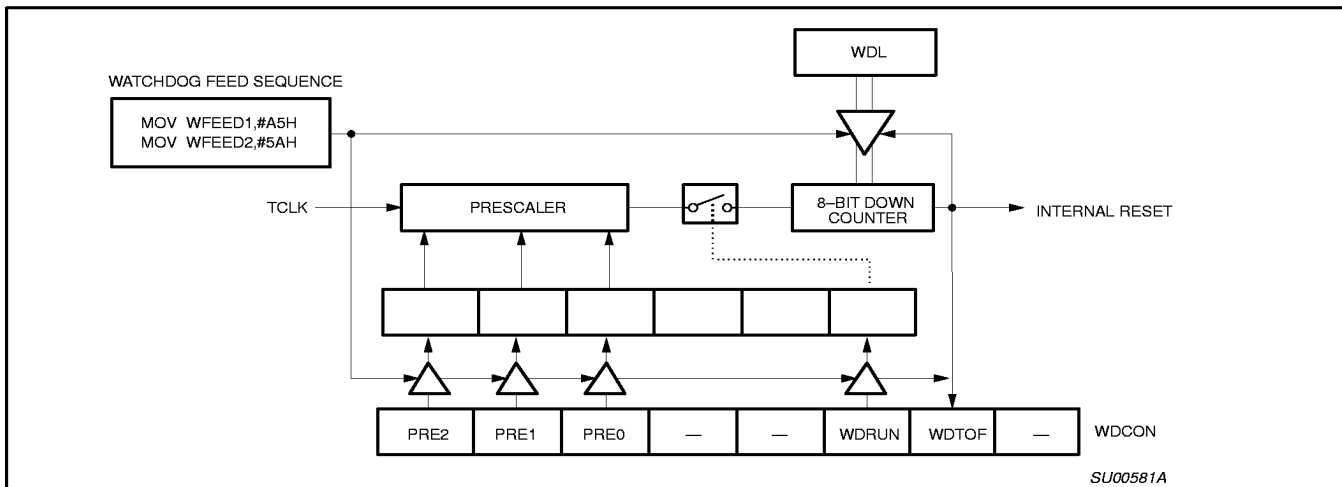 WDL
WATCHDOG FEED SEQUENCE
MOV WFEED1,#A5H
MOV WFEED2,#5AH
TCLK
PRESCALER
8–BIT DOWN
COUNTER
INTERNAL RESET
PRE2 PRE1 PRE0 — — WDRUN WDTOF — WDCON
SU00581A